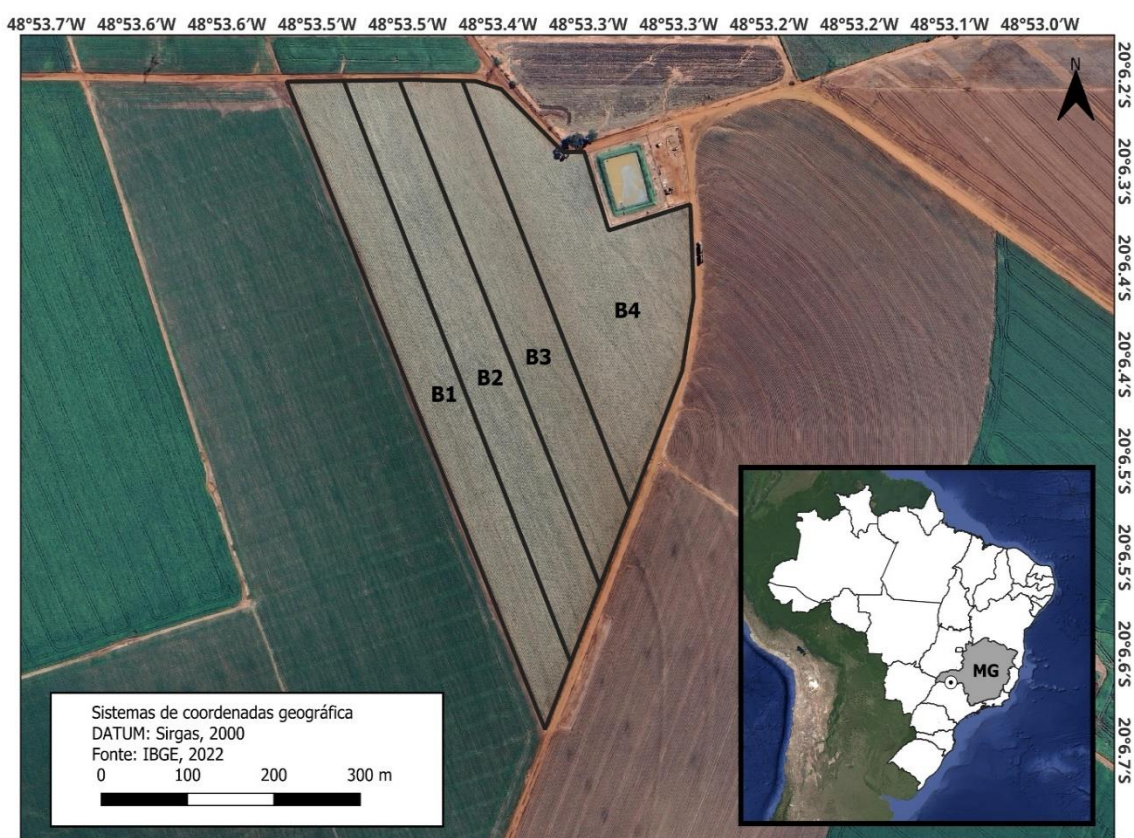 48°53.7'W 48°53.6'W 48°53.6'W 48°53.5'W 48°53.5'W 48°53.4'W 48°53.3'W 48°53.3'W 48°53.2'W 48°53.2'W 48°53.1'W 48°53.0'W
N
20°6.2'S
20°6.3'S
20°6.4'S
20°6.4'S
20°6.5'S
20°6.5'S
20°6.6'S
20°6.7'S
B1
B2
B3
B4
MG
Sistemas de coordenadas geográfica
DATUM: Sirgas, 2000
Fonte: IBGE, 2022
0 100 200 300 m